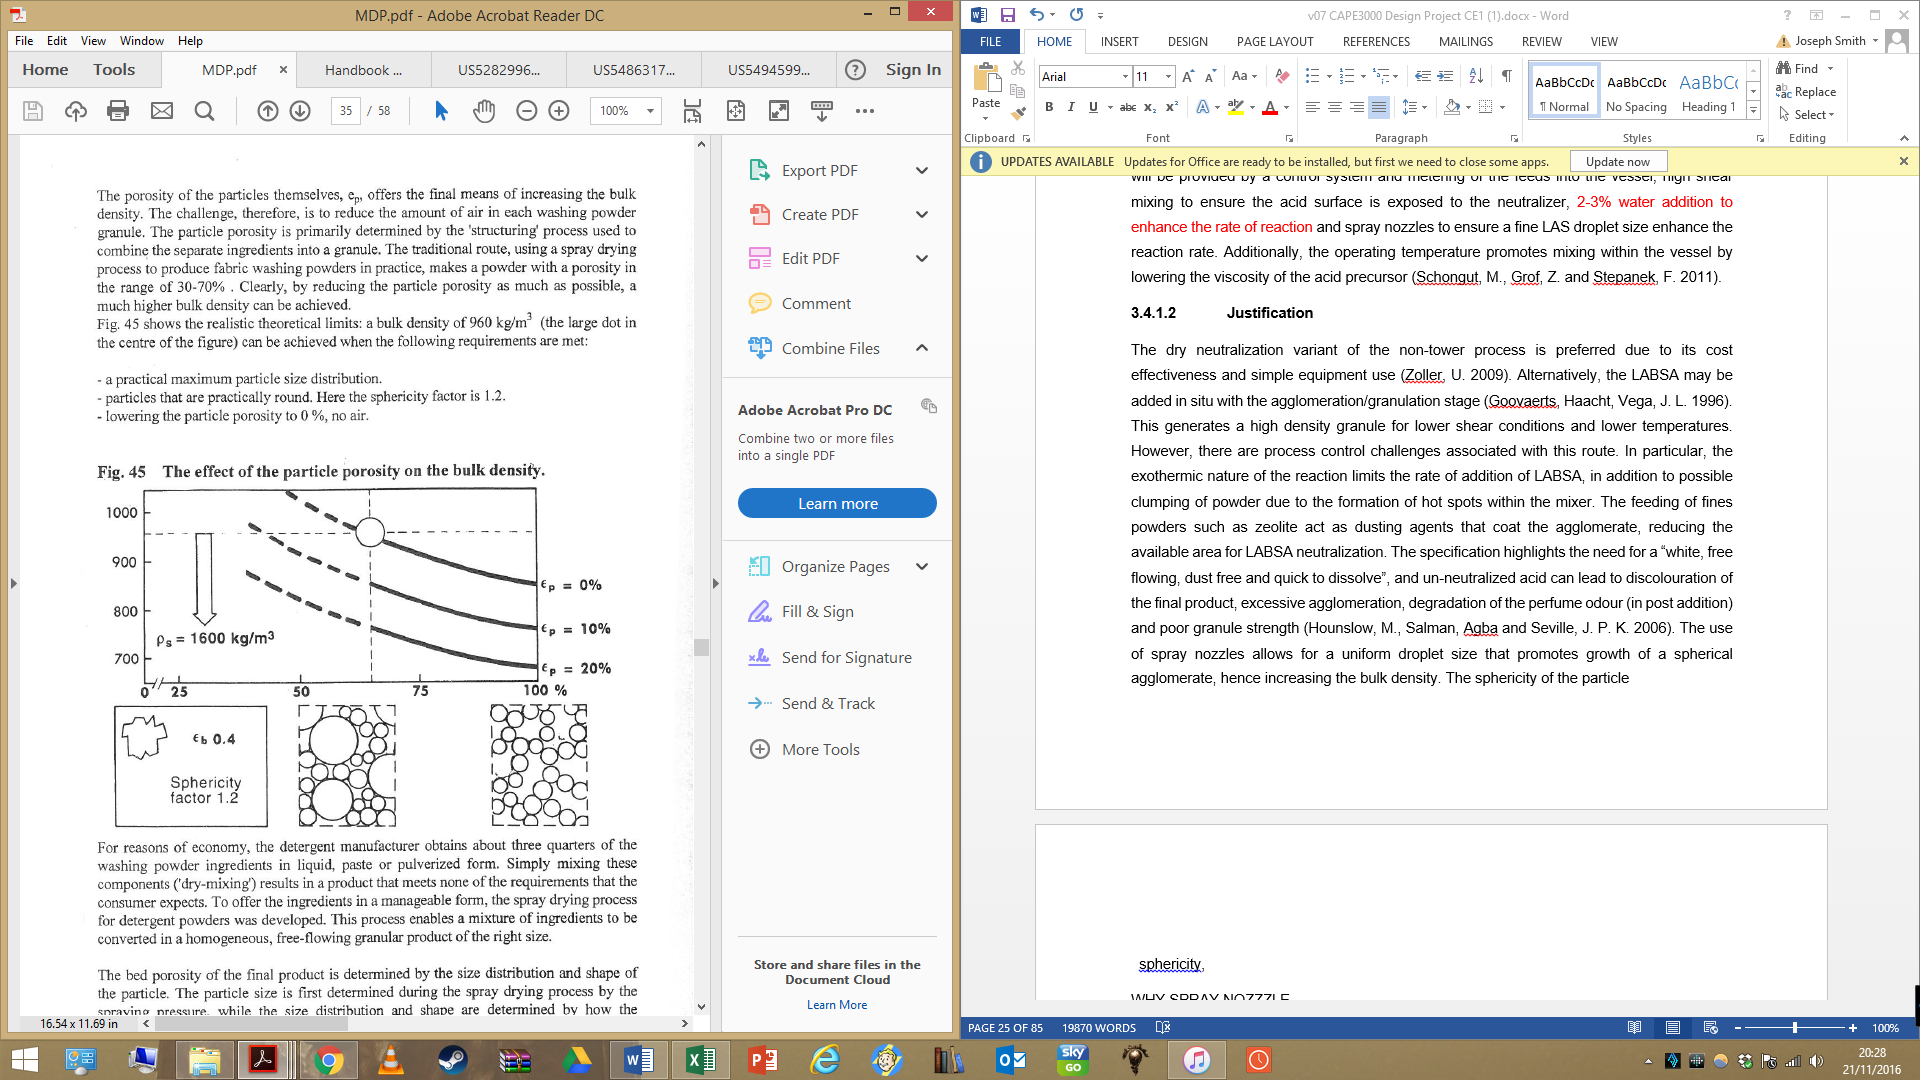 MDP.pdf - Adobe Acrobat Reader DC
File Edit View Window Help
Home Tools MDP.pdf × Handbook ... US5282996... US5486317... US5494599... Sign In
35 / 58 100%
The porosity of the particles themselves, ep, offers the final means of increasing the bulk
density. The challenge, therefore, is to reduce the amount of air in each washing powder
granule. The particle porosity is primarily determined by the 'structuring' process used to
combine the separate ingredients into a granule. The traditional route, using a spray drying
process to produce fabric washing powders in practice, makes a powder with a porosity in
the range of 30-70% . Clearly, by reducing the particle porosity as much as possible, a
much higher bulk density can be achieved.
Fig. 45 shows the realistic theoretical limits: a bulk density of 960 kg/m3 (the large dot in
the centre of the figure) can be achieved when the following requirements are met:
- a practical maximum particle size distribution.
- particles that are practically round. Here the sphericity factor is 1.2.
- lowering the particle porosity to 0 %, no air.
Fig. 45 The effect of the particle porosity on the bulk density.
1000
900
800
700
ρs = 1600 kg/m3
ϵp = 0%
ϵp = 10%
ϵp = 20%
0 25 50 75 100 %
ϵb 0.4
Sphericity
factor 1.2
For reasons of economy, the detergent manufacturer obtains about three quarters of the
washing powder ingredients in liquid, paste or pulverized form. Simply mixing these
components ('dry-mixing') results in a product that meets none of the requirements that the
consumer expects. To offer the ingredients in a manageable form, the spray drying process
for detergent powders was developed. This process enables a mixture of ingredients to be
converted in a homogeneous, free-flowing granular product of the right size.
The bed porosity of the final product is determined by the size distribution and shape of
the particle. The particle size is first determined during the spray drying process by the
spraying pressure, while the size distribution and shape are determined by how the
16.54 x 11.69 in
Export PDF
Create PDF
Edit PDF
Comment
Combine Files
Adobe Acrobat Pro DC
Combine two or more files
into a single PDF
Learn more
Organize Pages
Fill & Sign
Send for Signature
Send & Track
More Tools
Store and share files in the
Document Cloud
Learn More
v07 CAPE3000 Design Project CE1 (1).docx - Word
FILE HOME INSERT DESIGN PAGE LAYOUT REFERENCES MAILINGS REVIEW VIEW Joseph Smith
Paste
Arial 11
AaBbCcDc AaBbCcDc AaBbC
¶ Normal No Spacing Heading 1
Find
Replace
Select
Clipboard Font Paragraph Styles Editing
UPDATES AVAILABLE Updates for Office are ready to be installed, but first we need to close some apps. Update now
will be provided by a control system and metering of the feeds into the vessel, high shear
mixing to ensure the acid surface is exposed to the neutralizer, 2-3% water addition to
enhance the rate of reaction and spray nozzles to ensure a fine LAS droplet size enhance the
reaction rate. Additionally, the operating temperature promotes mixing within the vessel by
lowering the viscosity of the acid precursor (Schongut, M., Grof, Z. and Stepanek, F. 2011).
3.4.1.2 Justification
The dry neutralization variant of the non-tower process is preferred due to its cost
effectiveness and simple equipment use (Zoller, U. 2009). Alternatively, the LABSA may be
added in situ with the agglomeration/granulation stage (Goovaerts, Haacht, Vega, J. L. 1996).
This generates a high density granule for lower shear conditions and lower temperatures.
However, there are process control challenges associated with this route. In particular, the
exothermic nature of the reaction limits the rate of addition of LABSA, in addition to possible
clumping of powder due to the formation of hot spots within the mixer. The feeding of fines
powders such as zeolite act as dusting agents that coat the agglomerate, reducing the
available area for LABSA neutralization. The specification highlights the need for a “white, free
flowing, dust free and quick to dissolve”, and un-neutralized acid can lead to discolouration of
the final product, excessive agglomeration, degradation of the perfume odour (in post addition)
and poor granule strength (Hounslow, M., Salman, Agba and Seville, J. P. K. 2006). The use
of spray nozzles allows for a uniform droplet size that promotes growth of a spherical
agglomerate, hence increasing the bulk density. The sphericity of the particle
sphericity,
WHY SPRAY NOZZZLE
PAGE 25 OF 85 19870 WORDS 100%
sky
GO
20:28
21/11/2016